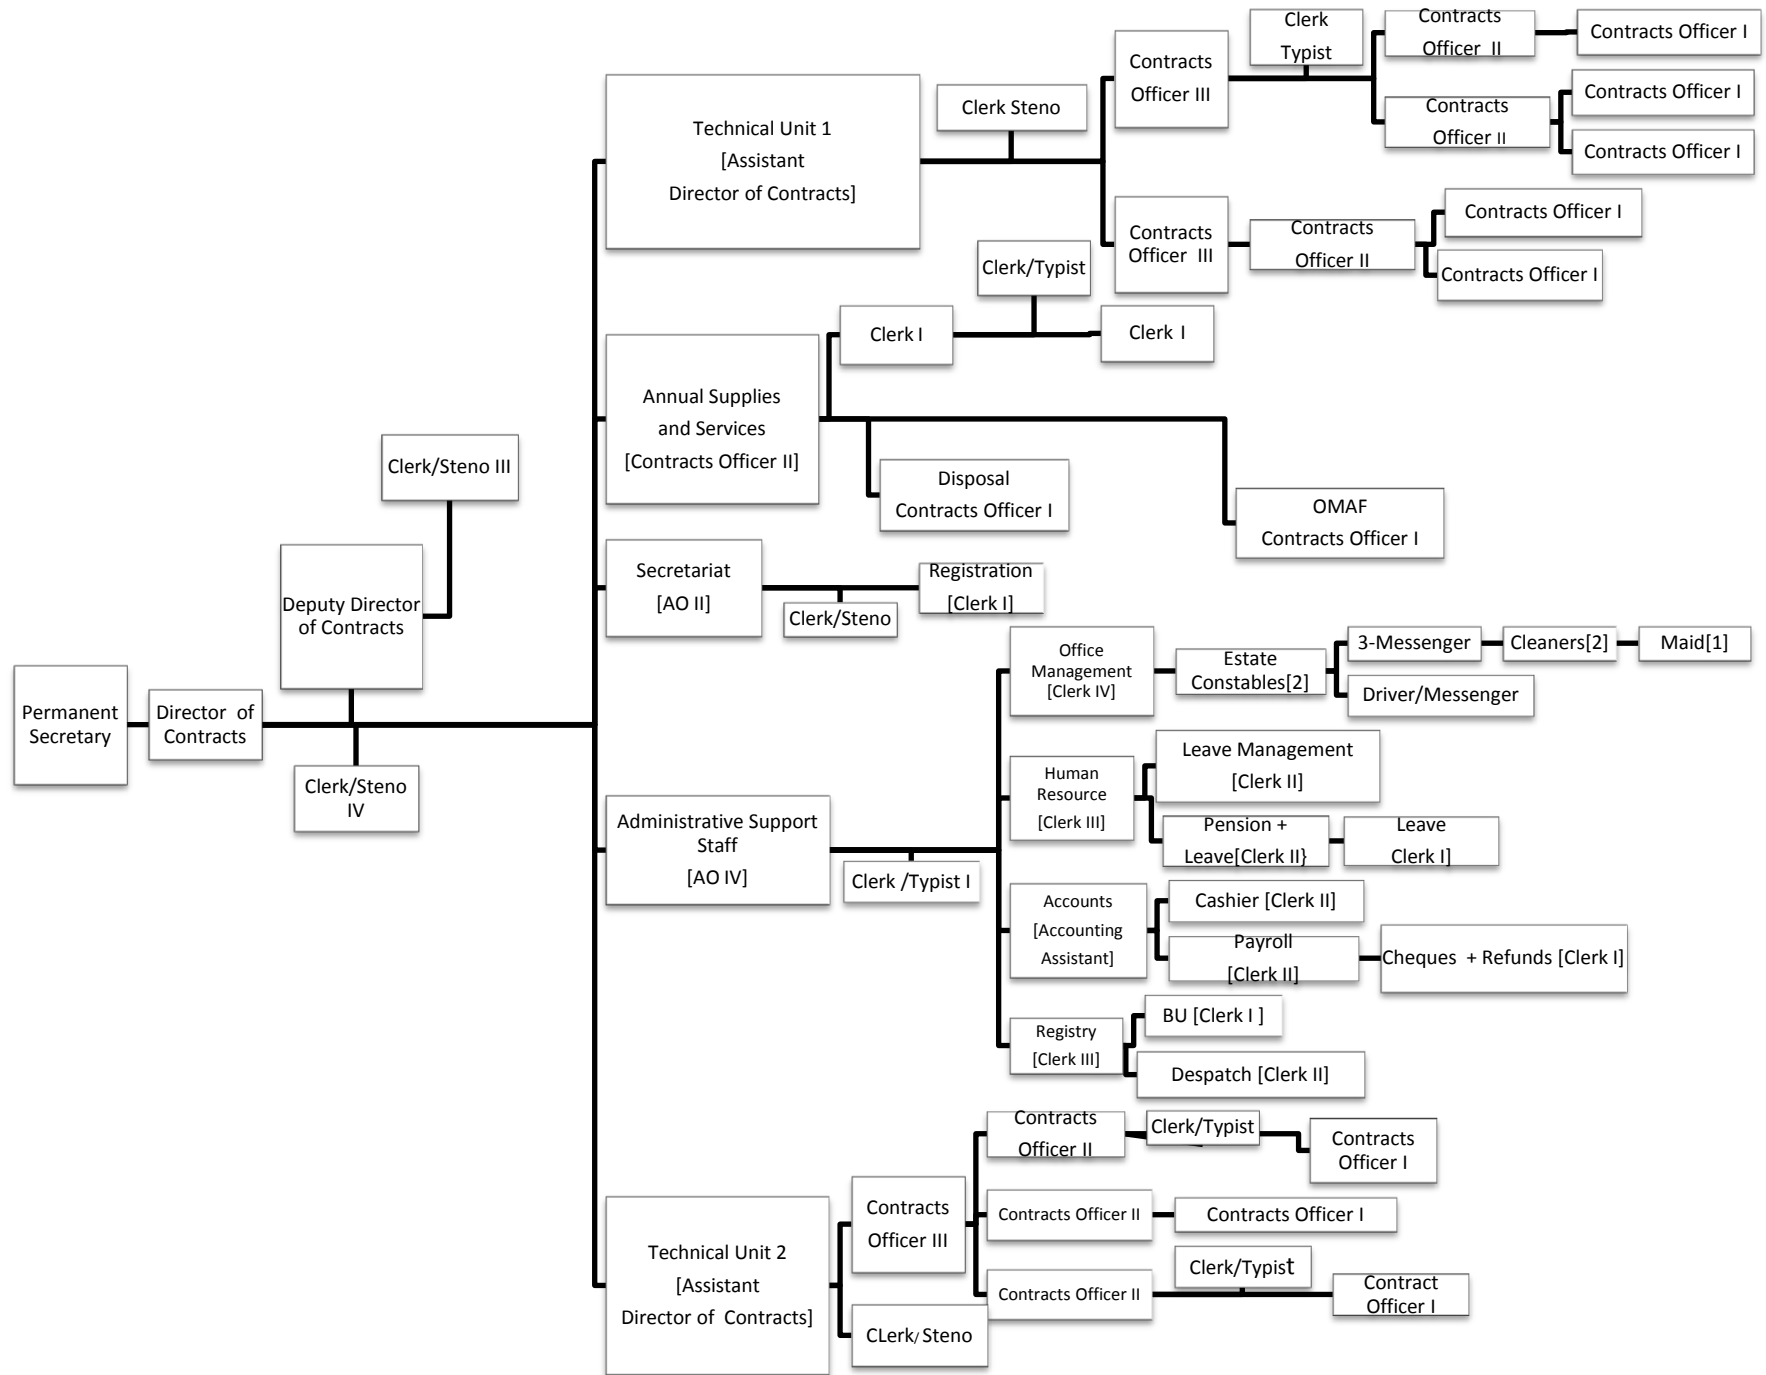 Permanent
Secretary
Director of
Contracts
Deputy Director
of Contracts
Clerk/Steno III
Clerk/Steno
IV
Technical Unit 1
[Assistant
Director of Contracts]
Clerk Steno
Contracts
Officer III
Clerk
Typist
Contracts
Officer II
Contracts Officer I
Contracts
Officer II
Contracts Officer I
Contracts Officer I
Contracts
Officer III
Contracts
Officer II
Contracts Officer I
Contracts Officer I
Annual Supplies
and Services
[Contracts Officer II]
Clerk I
Clerk/Typist
Clerk I
Disposal
Contracts Officer I
OMAF
Contracts Officer I
Secretariat
[AO II]
Clerk/Steno
Registration
[Clerk I]
Administrative Support
Staff
[AO IV]
Clerk /Typist I
Office
Management
[Clerk IV]
Estate
Constables[2]
3-Messenger
Cleaners[2]
Maid[1]
Driver/Messenger
Human
Resource
[Clerk III]
Leave Management
[Clerk II]
Pension +
Leave[Clerk II}
Leave
Clerk I]
Accounts
[Accounting
Assistant]
Cashier [Clerk II]
Payroll
[Clerk II]
Cheques + Refunds [Clerk I]
Registry
[Clerk III]
BU [Clerk I ]
Despatch [Clerk II]
Technical Unit 2
[Assistant
Director of Contracts]
Contracts
Officer III
Contracts
Officer II
Clerk/Typist
Contracts
Officer I
Contracts Officer II
Contracts Officer I
Contracts Officer II
Clerk/Typist
Contract
Officer I
CLerk/ Steno